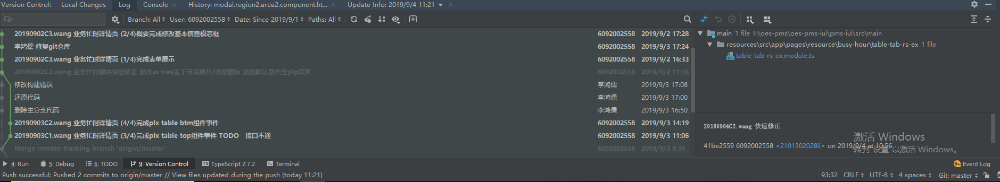 Version Control: Local Changes Log Console × History: modal.region2.area2.component.ht... × Update Info: 2019/9/4 11:21 ×
Branch: All User: 6092002558 Date: Since 2019/9/1 Paths: All
20190902C3.wang 业务忙时详情页 (2/4)概要完成修改基本信息模态框 6092002558 2019/9/2 17:28
李鸿儒 修复git仓库 6092002558 2019/9/3 17:24
20190902C3.wang 业务忙时详情页 (1/4)完成表单展示 6092002558 2019/9/2 16:33
20190902C2.wang 业务忙时模块快速修正 修改ss tree主干节点展开/收缩图标 添加默认路由至plp页面 6092002558 2019/9/2 11:18
修改构建错误 李鸿儒 2019/9/3 17:08
还原代码 李鸿儒 2019/9/3 17:00
删除主分支代码 李鸿儒 2019/9/3 16:50
20190903C2.wang 业务忙时详情页 (4/4)完成plx table btm组件事件 6092002558 2019/9/3 14:19
20190903C1.wang 业务忙时详情页 (3/4)完成plx table top组件事件 TODO 接口不通 6092002558 2019/9/3 11:06
Merge remote-tracking branch 'origin/master' 6092002558 2019/9/3 9:39
main 1 file F:\oes-pms\oes-pms-iui\pms-iui\src\main
resources\src\app\pages\resource\busy-hour\table-tab-rs-ex 1 file
table-tab-rs-ex.module.ts
20190904C2.wang 快速修正
41be2559 6092002558 <2101302028li> on 2019/9/4 at 10:56
激活 Windows
转到"设置"以激活 Windows。
4: Run 5: Debug 6: TODO 9: Version Control TypeScript 2.7.2 Terminal 9+ Event Log
Push successful: Pushed 2 commits to origin/master // View files updated during the push (today 11:21) 93:32 CRLF UTF-8 4 spaces Git: master